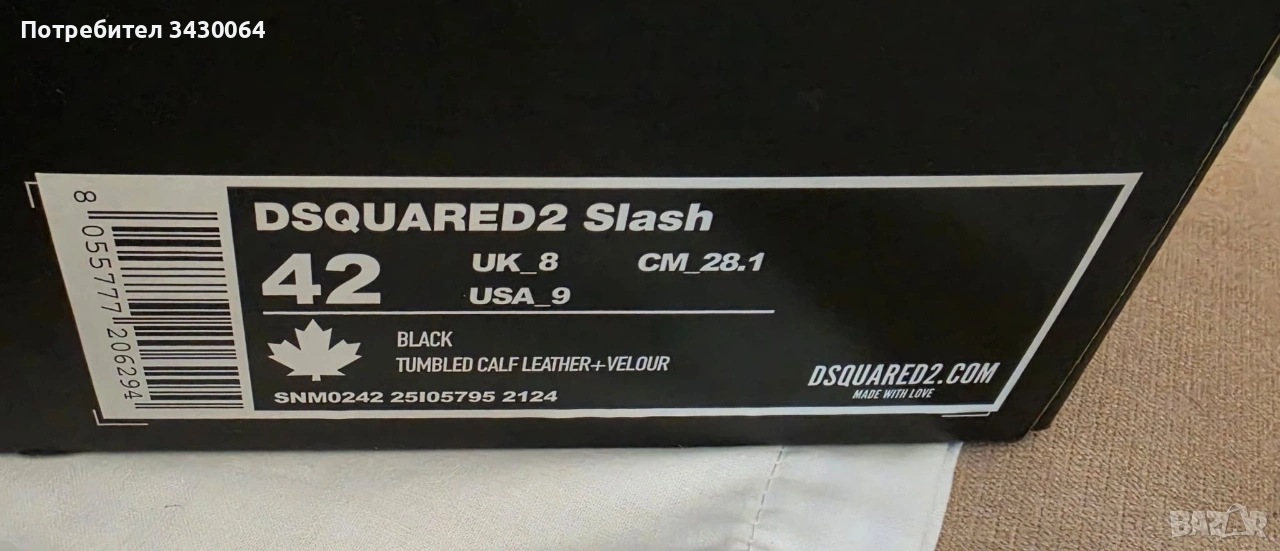 Потребител 3430064
8 055777 206294
DSQUARED2 Slash
42
UK_8
CM_28.1
USA_9
BLACK
TUMBLED CALF LEATHER+VELOUR
SNM0242 25I05795 2124
DSQUARED2.COM
MADE WITH LOVE
BAZAR